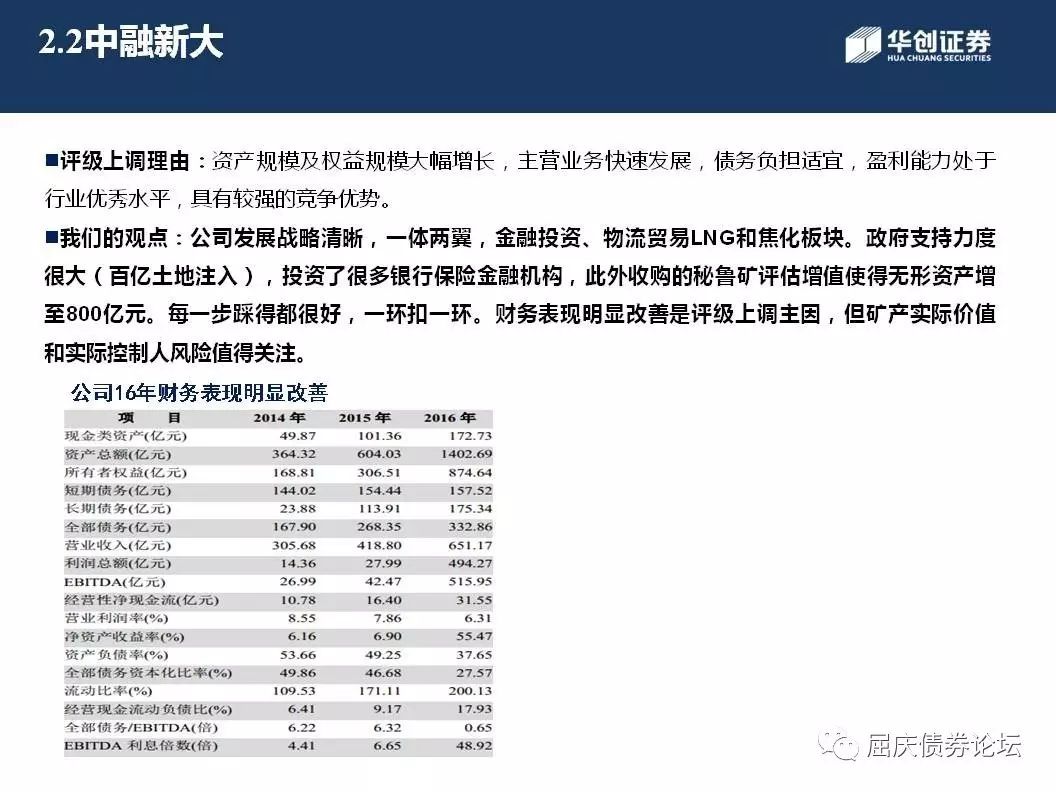 2.2中融新大
华创证券
HUA CHUANG SECURITIES
■评级上调理由：资产规模及权益规模大幅增长，主营业务快速发展，债务负担适宜，盈利能力处于
行业优秀水平，具有较强的竞争优势。
■我们的观点：公司发展战略清晰，一体两翼，金融投资、物流贸易LNG和焦化板块。政府支持力度
很大（百亿土地注入），投资了很多银行保险金融机构，此外收购的秘鲁矿评估增值使得无形资产增
至800亿元。每一步踩得都很好，一环扣一环。财务表现明显改善是评级上调主因，但矿产实际价值
和实际控制人风险值得关注。
公司16年财务表现明显改善
项 目 2014 年 2015 年 2016 年
现金类资产(亿元) 49.87 101.36 172.73
资产总额(亿元) 364.32 604.03 1402.69
所有者权益(亿元) 168.81 306.51 874.64
短期债务(亿元) 144.02 154.44 157.52
长期债务(亿元) 23.88 113.91 175.34
全部债务(亿元) 167.90 268.35 332.86
营业收入(亿元) 305.68 418.80 651.17
利润总额(亿元) 14.36 27.99 494.27
EBITDA(亿元) 26.99 42.47 515.95
经营性净现金流(亿元) 10.78 16.40 31.55
营业利润率(%) 8.55 7.86 6.31
净资产收益率(%) 6.16 6.90 55.47
资产负债率(%) 53.66 49.25 37.65
全部债务资本化比率(%) 49.86 46.68 27.57
流动比率(%) 109.53 171.11 200.13
经营现金流动负债比(%) 6.41 9.17 17.93
全部债务/EBITDA(倍) 6.22 6.32 0.65
EBITDA 利息倍数(倍) 4.41 6.65 48.92
屈庆债券论坛